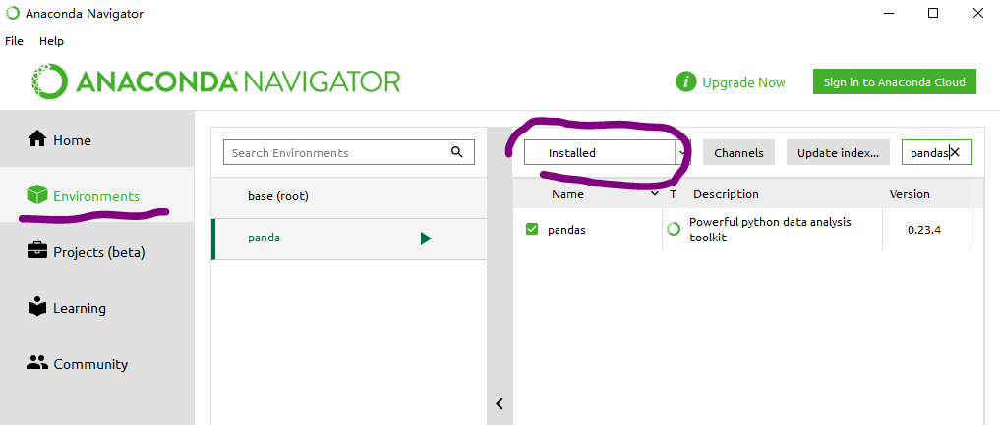 Anaconda Navigator
File Help
ANACONDA NAVIGATOR
i Upgrade Now
Sign in to Anaconda Cloud
Home
Environments
Projects (beta)
Learning
Community
Search Environments
base (root)
panda
Installed
Channels
Update index...
pandas
Name T Description Version
pandas Powerful python data analysis toolkit 0.23.4